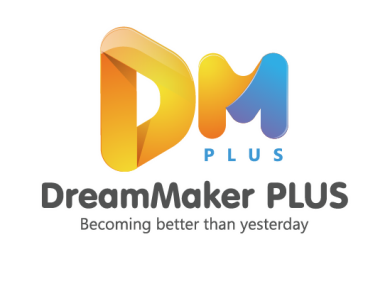 DM
PLUS
DreamMaker PLUS
Becoming better than yesterday